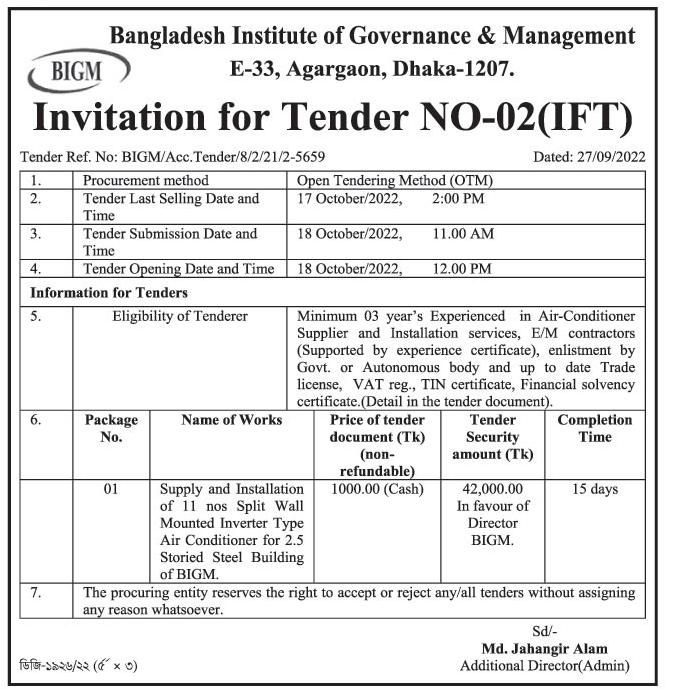 Bangladesh Institute of Governance & Management
BIGM
E-33, Agargaon, Dhaka-1207.
Invitation for Tender NO-02(IFT)
Tender Ref. No: BIGM/Acc.Tender/8/2/21/2-5659 Dated: 27/09/2022
1. Procurement method Open Tendering Method (OTM)
2. Tender Last Selling Date and Time 17 October/2022, 2:00 PM
3. Tender Submission Date and Time 18 October/2022, 11.00 AM
4. Tender Opening Date and Time 18 October/2022, 12.00 PM
Information for Tenders
5. Eligibility of Tenderer Minimum 03 year's Experienced in Air-Conditioner
Supplier and Installation services, E/M contractors
(Supported by experience certificate), enlistment by
Govt. or Autonomous body and up to date Trade
license, VAT reg., TIN certificate, Financial solvency
certificate.(Detail in the tender document).
6. Package No. Name of Works Price of tender document (Tk) (non-refundable) Tender Security amount (Tk) Completion Time
01 Supply and Installation of 11 nos Split Wall Mounted Inverter Type Air Conditioner for 2.5 Storied Steel Building of BIGM. 1000.00 (Cash) 42,000.00 In favour of Director BIGM. 15 days
7. The procuring entity reserves the right to accept or reject any/all tenders without assigning
any reason whatsoever.
Sd/-
Md. Jahangir Alam
Additional Director(Admin)
ডিজি-১৯২৬/২২ (৫´ × ৩)